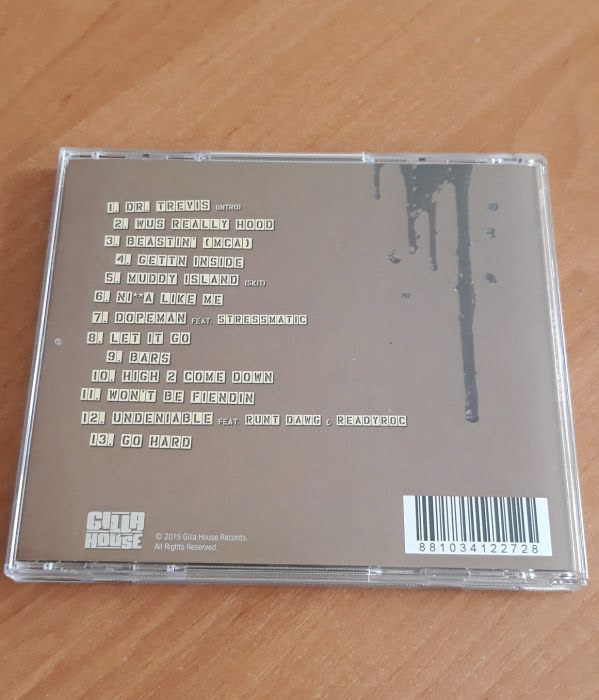 1. DR. TREVIS (INTRO)
2. WUS REALLY HOOD
3. BEASTIN' (MCA)
4. GETTN INSIDE
5. MUDDY ISLAND (SKIT)
6. NI**A LIKE ME
7. DOPEMAN FEAT. STRESSMATIC
8. LET IT GO
9. BARS
10. HIGH 2 COME DOWN
11. WON'T BE FIENDIN
12. UNDENIABLE FEAT. RUNT DAWG & READYROC
13. GO HARD
GILLA
HOUSE
© 2015 Gilla House Records.
All Rights Reserved.
881034122728